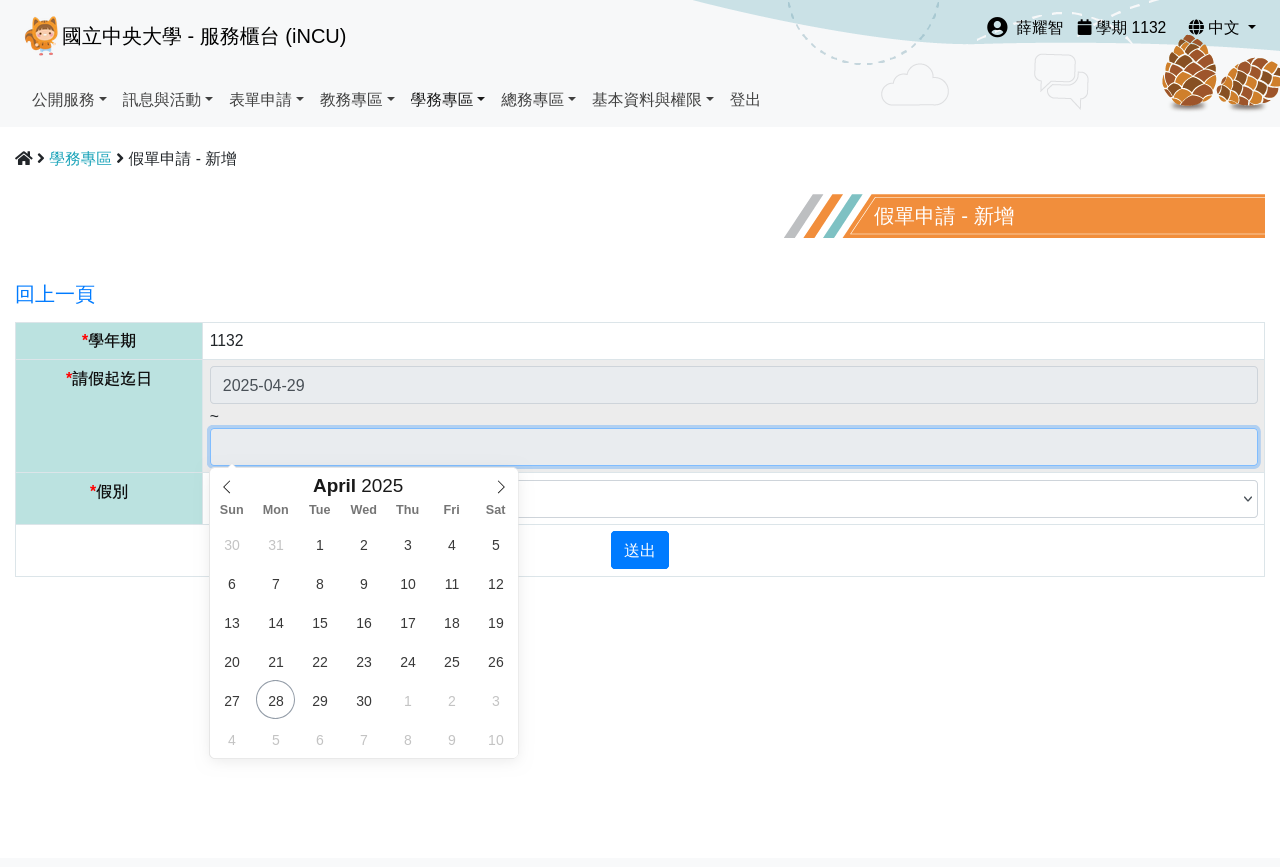 國立中央大學 - 服務櫃台 (iNCU)
薛耀智 學期 1132 中文
公開服務 訊息與活動 表單申請 教務專區 學務專區 總務專區 基本資料與權限 登出
學務專區 假單申請 - 新增
假單申請 - 新增
回上一頁
*學年期 1132
*請假起迄日 2025-04-29
~
*假別
April 2025
Sun Mon Tue Wed Thu Fri Sat
30 31 1 2 3 4 5
6 7 8 9 10 11 12
13 14 15 16 17 18 19
20 21 22 23 24 25 26
27 28 29 30 1 2 3
4 5 6 7 8 9 10
送出